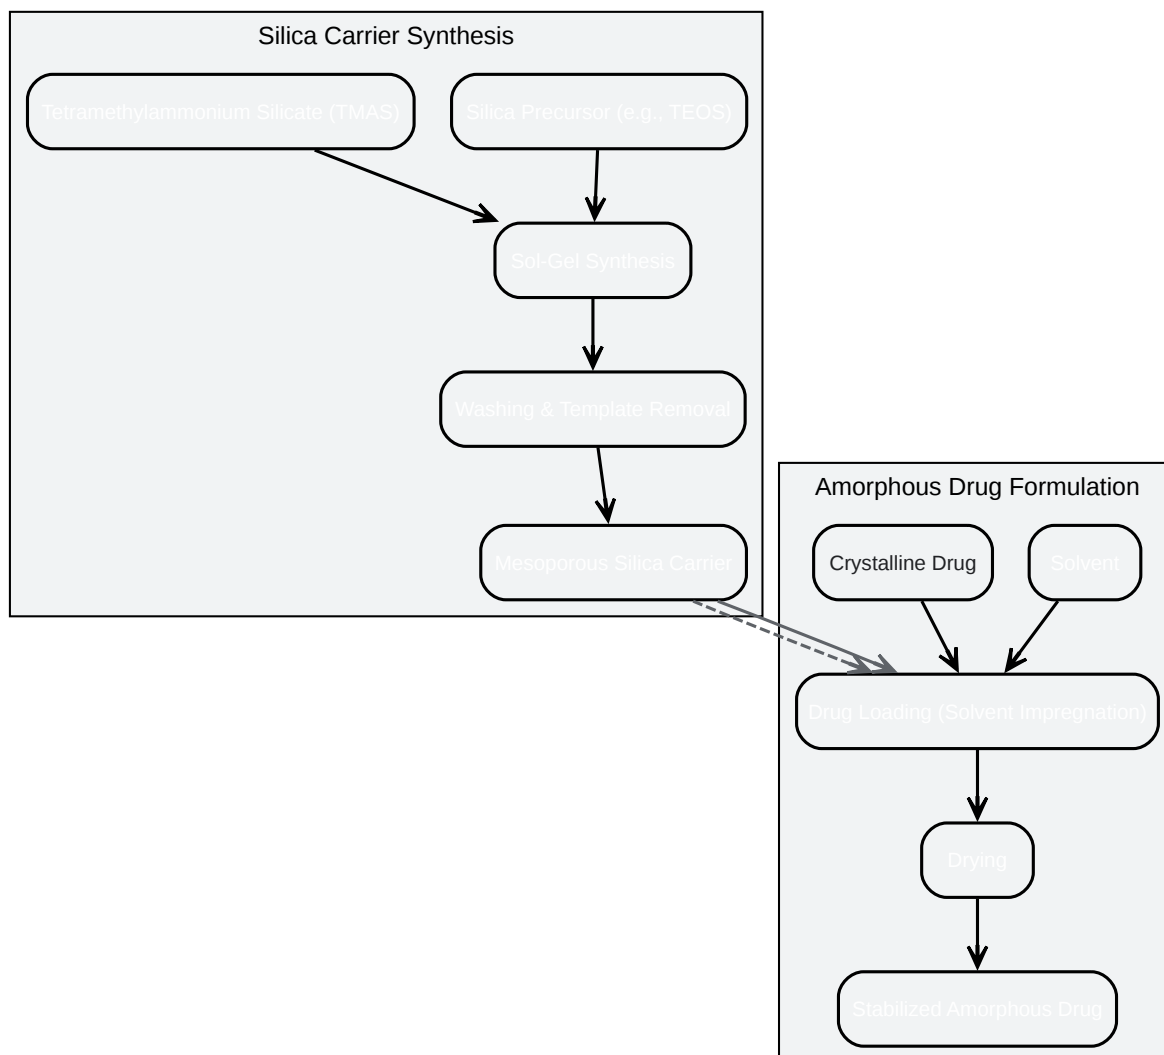 Silica Carrier Synthesis
Tetramethylammonium Silicate (TMAS)
Silica Precursor (e.g., TEOS)
Sol-Gel Synthesis
Washing & Template Removal
Mesoporous Silica Carrier
Amorphous Drug Formulation
Crystalline Drug
Solvent
Drug Loading (Solvent Impregnation)
Drying
Stabilized Amorphous Drug